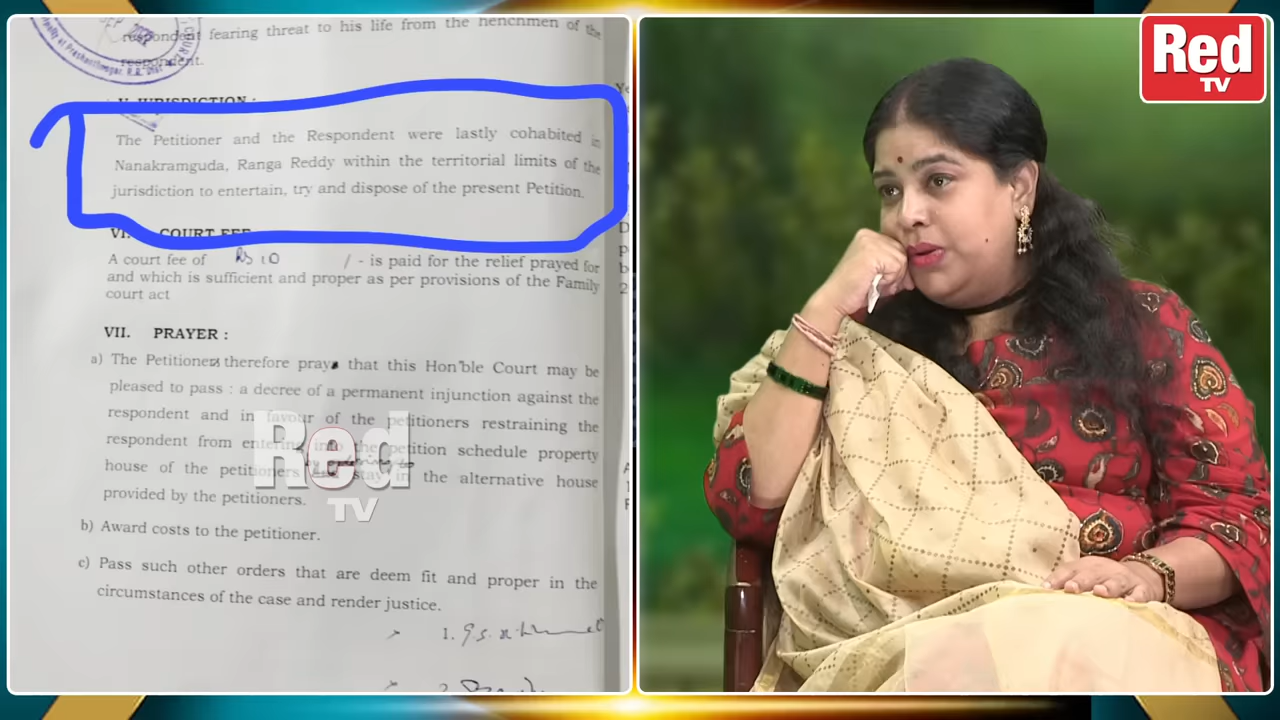 respondent fearing threat to his life from the henchmen of the
respondent.
V. JURISDICTION :
The Petitioner and the Respondent were lastly cohabited in
Nanakramguda, Ranga Reddy within the territorial limits of the
jurisdiction to entertain, try and dispose of the present Petition.
VI. COURT FEE
A court fee of Rs 10 /- is paid for the relief prayed for
and which is sufficient and proper as per provisions of the Family
court act
VII. PRAYER :
a) The Petitioners therefore pray that this Hon'ble Court may be
pleased to pass : a decree of a permanent injunction against the
respondent and in favour of the petitioners restraining the
respondent from entering into the petition schedule property
house of the petitioners stay in the alternative house
provided by the petitioners.
b) Award costs to the petitioner.
c) Pass such other orders that are deem fit and proper in the
circumstances of the case and render justice.
1.
Red
TV
Red
TV